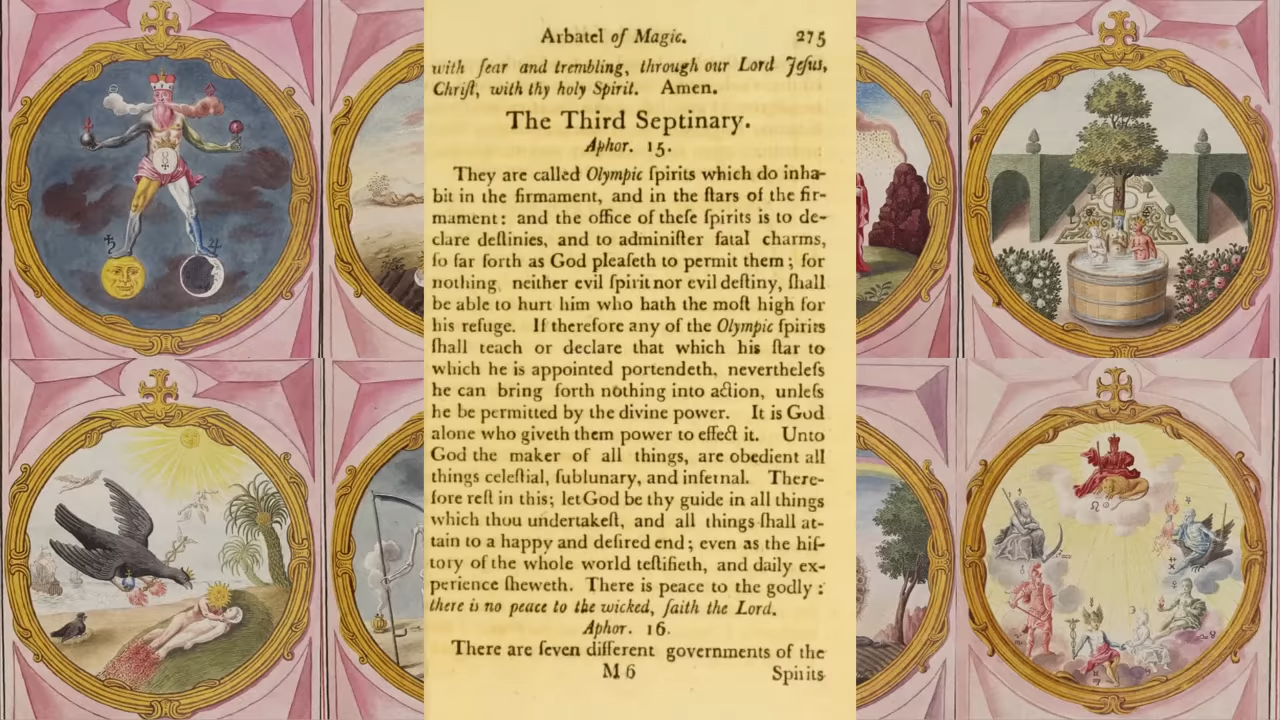 Arbatel of Magic. 275
with fear and trembling, through our Lord Jeſus,
Chriſt, with thy holy Spirit. Amen.
The Third Septinary.
Aphor. 15.
They are called Olympic ſpirits which do inha-
bit in the firmament, and in the ſtars of the fir-
mament: and the office of theſe ſpirits is to de-
clare deſtinies, and to adminiſter fatal charms,
ſo far forth as God pleaſeth to permit them; for
nothing, neither evil ſpirit nor evil deſtiny, ſhall
be able to hurt him who hath the moſt high for
his refuge. If therefore any of the Olympic ſpirits
ſhall teach or declare that which his ſtar to
which he is appointed portendeth, nevertheleſs
he can bring forth nothing into action, unleſs
he be permitted by the divine power. It is God
alone who giveth them power to effect it. Unto
God the maker of all things, are obedient all
things celeſtial, ſublunary, and infernal. There-
fore reſt in this; let God be thy guide in all things
which thou undertakeſt, and all things ſhall at-
tain to a happy and deſired end; even as the hiſ-
tory of the whole world teſtifieth, and daily ex-
perience ſheweth. There is peace to the godly:
there is no peace to the wicked, ſaith the Lord.
Aphor. 16.
There are ſeven different governments of the
M 6 Spirits